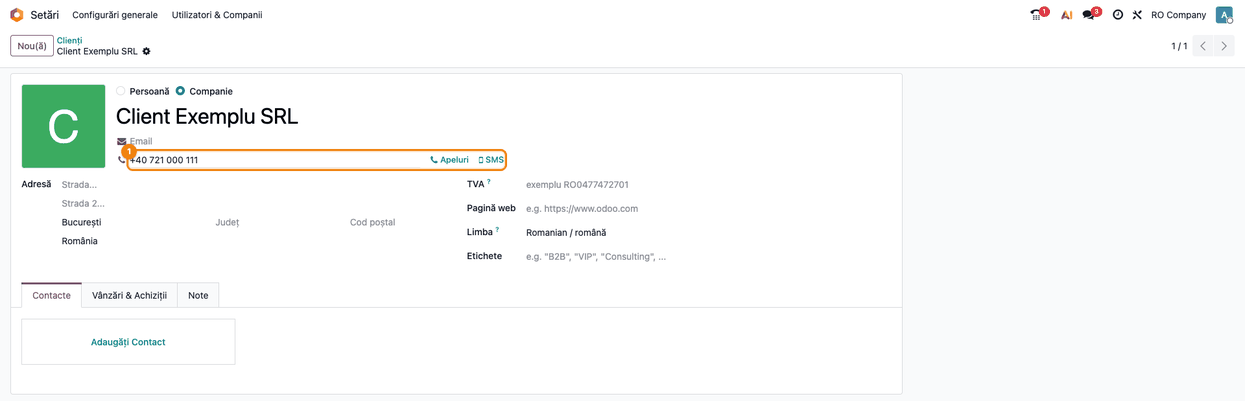 Setări Configurări generale Utilizatori & Companii 1 AI 3 RO Company A
Nou(ă) Clienți
Client Exemplu SRL
1 / 1
Persoană Companie
C
Client Exemplu SRL
Email
1
+40 721 000 111 Apeluri SMS
Adresă Strada... TVA ? exemplu RO0477472701
Strada 2... Pagină web e.g. https://www.odoo.com
București Județ Cod poștal
România Limba ? Romanian / română
Etichete e.g. "B2B", "VIP", "Consulting", ...
Contacte Vânzări & Achiziții Note
Adaugăți Contact